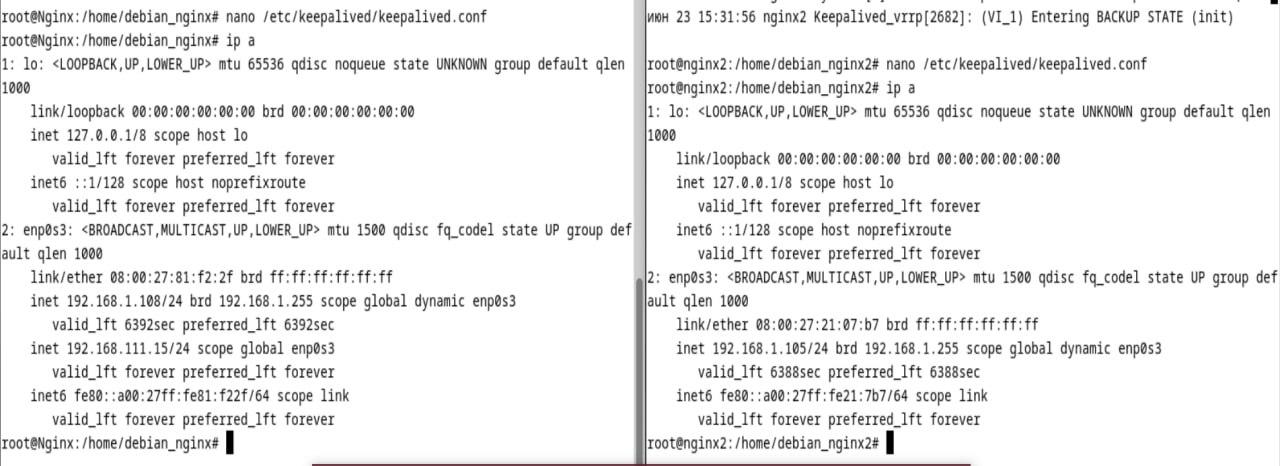 root@Nginx:/home/debian_nginx# nano /etc/keepalived/keepalived.conf
root@Nginx:/home/debian_nginx# ip a
1: lo: <LOOPBACK,UP,LOWER_UP> mtu 65536 qdisc noqueue state UNKNOWN group default qlen
1000
    link/loopback 00:00:00:00:00:00 brd 00:00:00:00:00:00
    inet 127.0.0.1/8 scope host lo
       valid_lft forever preferred_lft forever
    inet6 ::1/128 scope host noprefixroute
       valid_lft forever preferred_lft forever
2: enp0s3: <BROADCAST,MULTICAST,UP,LOWER_UP> mtu 1500 qdisc fq_codel state UP group def
ault qlen 1000
    link/ether 08:00:27:81:f2:2f brd ff:ff:ff:ff:ff:ff
    inet 192.168.1.108/24 brd 192.168.1.255 scope global dynamic enp0s3
       valid_lft 6392sec preferred_lft 6392sec
    inet 192.168.111.15/24 scope global enp0s3
       valid_lft forever preferred_lft forever
    inet6 fe80::a00:27ff:fe81:f22f/64 scope link
       valid_lft forever preferred_lft forever
root@Nginx:/home/debian_nginx#
июн 23 15:31:56 nginx2 Keepalived_vrrp[2682]: (VI_1) Entering BACKUP STATE (init)
root@nginx2:/home/debian_nginx2# nano /etc/keepalived/keepalived.conf
root@nginx2:/home/debian_nginx2# ip a
1: lo: <LOOPBACK,UP,LOWER_UP> mtu 65536 qdisc noqueue state UNKNOWN group default qlen
1000
    link/loopback 00:00:00:00:00:00 brd 00:00:00:00:00:00
    inet 127.0.0.1/8 scope host lo
       valid_lft forever preferred_lft forever
    inet6 ::1/128 scope host noprefixroute
       valid_lft forever preferred_lft forever
2: enp0s3: <BROADCAST,MULTICAST,UP,LOWER_UP> mtu 1500 qdisc fq_codel state UP group def
ault qlen 1000
    link/ether 08:00:27:21:07:b7 brd ff:ff:ff:ff:ff:ff
    inet 192.168.1.105/24 brd 192.168.1.255 scope global dynamic enp0s3
       valid_lft 6388sec preferred_lft 6388sec
    inet6 fe80::a00:27ff:fe21:7b7/64 scope link
       valid_lft forever preferred_lft forever
root@nginx2:/home/debian_nginx2#